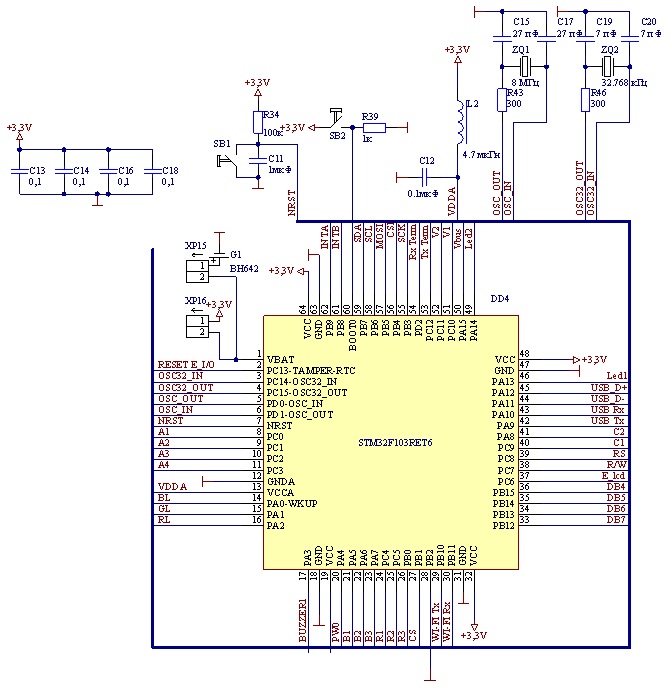 C15
27 пФ
C17
27 пФ
C19
7 пФ
C20
7 пФ
ZQ1
8 МГц
ZQ2
32.768 кГц
R43
300
R46
300
+3,3V
L2
4.7 мкГн
+3,3V
R34
100к
+3,3V
SB2
R39
1к
SB1
C11
1мкФ
C12
0.1мкФ
+3,3V
C13
0,1
C14
0,1
C16
0,1
C18
0,1
NRST
VDDA
OSC_OUT
OSC_IN
OSC32_OUT
OSC32_IN
INTA
INTB
SDA
SCL
MOSI
CSI
SCK
Rx Term
Tx Term
V2
V1
Vbus
Led2
XP15
1
2
G1
BH642
+3,3V
XP16
+3,3V
1
2
DD4
64 VCC
63 GND
62 PB9
61 PB8
60 BOOT0
59 PB7
58 PB6
57 PB5
56 PB4
55 PB3
54 PD2
53 PC12
52 PC11
51 PC10
50 PA15
49 PA14
1 VBAT
RESET E_I/O 2 PC13-TAMPER-RTC
OSC32_IN 3 PC14-OSC32_IN
OSC32_OUT 4 PC15-OSC32_OUT
OSC_OUT 5 PD0-OSC_IN
OSC_IN 6 PD1-OSC_OUT
NRST 7 NRST
A1 8 PC0
A2 9 PC1
A3 10 PC2
A4 11 PC3
12 GNDA
VDDA 13 VCCA
BL 14 PA0-WKUP
GL 15 PA1
RL 16 PA2
STM32F103RET6
VCC 48 +3,3V
GND 47
PA13 46 Led1
PA12 45 USB_D+
PA11 44 USB_D-
PA10 43 USB Rx
PA9 42 USB Tx
PA8 41 C2
PC9 40 C1
PC8 39 RS
PC7 38 R/W
PC6 37 E_lcd
PB15 36 DB4
PB14 35 DB5
PB13 34 DB6
PB12 33 DB7
PA3 17 BUZZER1
GND 18
VCC 19
PA4 20 PW0
PA5 21 B1
PA6 22 B2
PA7 23 B3
PC4 24 R1
PC5 25 R2
PB0 26 R3
PB1 27 CS
PB2 28
PB10 29 WI-FI Tx
PB11 30 WI-FI Rx
GND 31
VCC 32
+3,3V